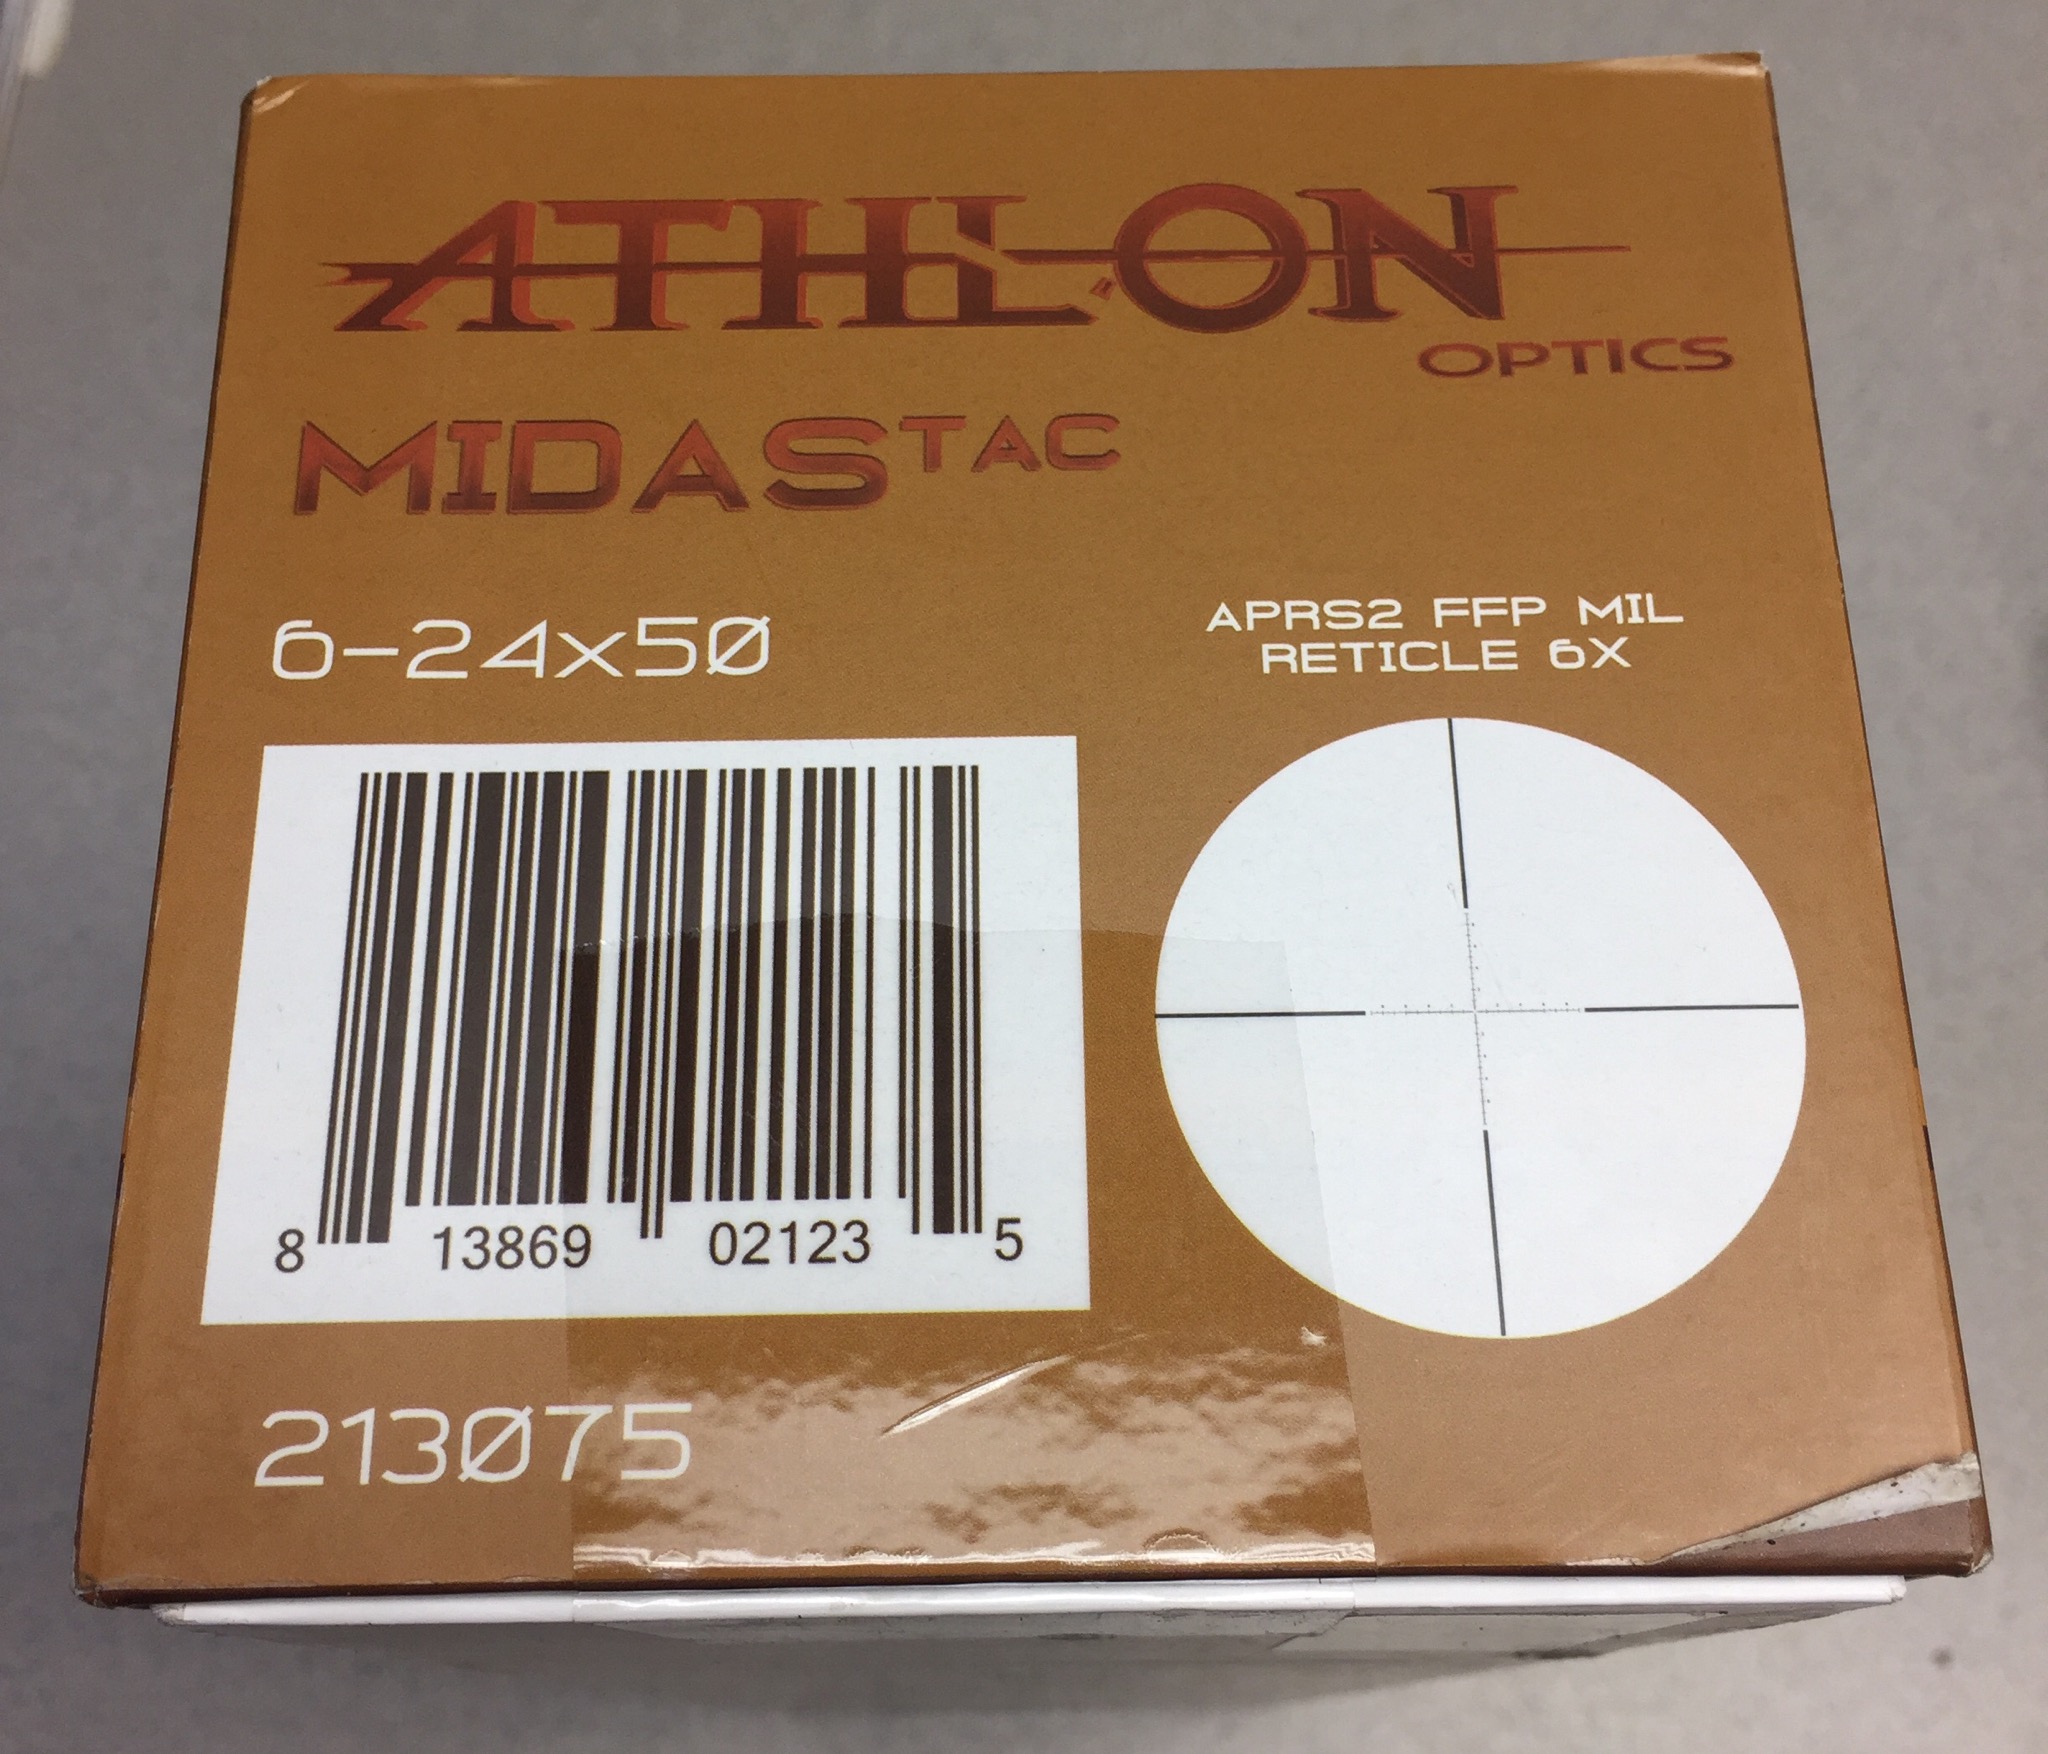 ATHLON
OPTICS
MIDAS TAC
6-24x50
APRS2 FFP MIL
RETICLE 6X
8 13869 02123 5
213075